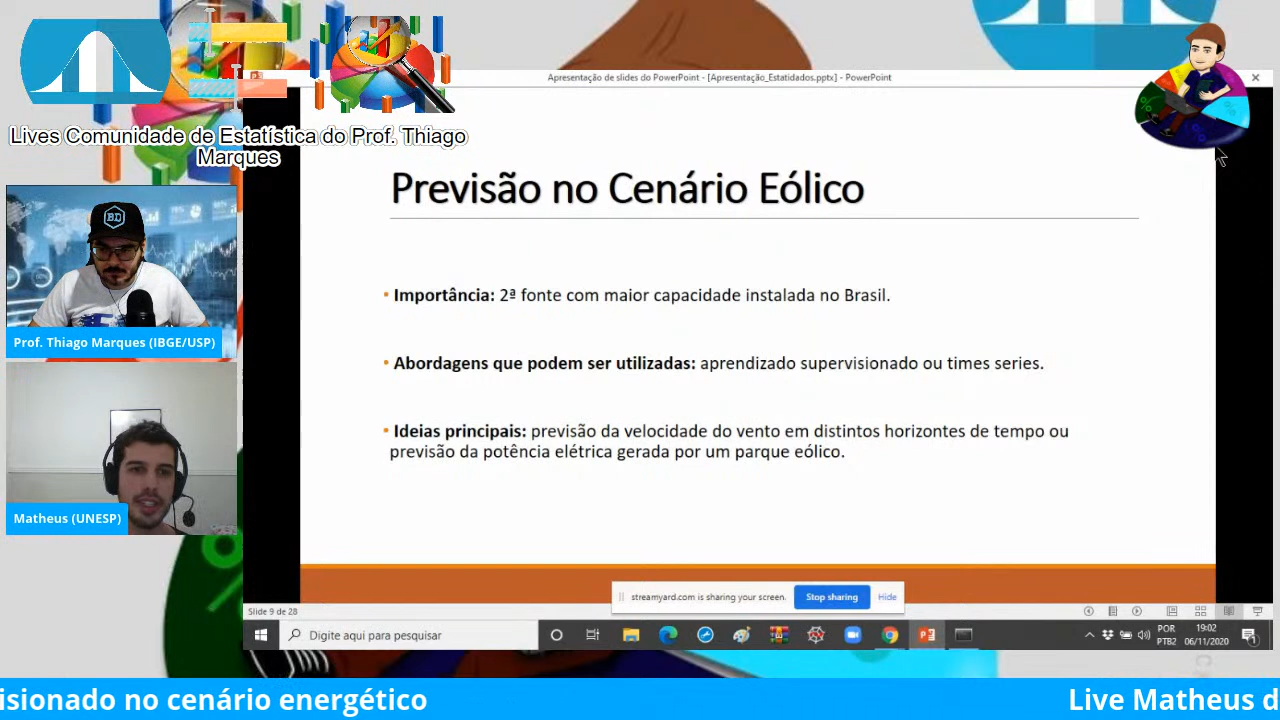 Apresentação de slides do PowerPoint - [Apresentação_Estatidados.pptx] - PowerPoint
Lives Comunidade de Estatística do Prof. Thiago
Marques
Previsão no Cenário Eólico
• Importância: 2ª fonte com maior capacidade instalada no Brasil.
• Abordagens que podem ser utilizadas: aprendizado supervisionado ou times series.
• Ideias principais: previsão da velocidade do vento em distintos horizontes de tempo ou
previsão da potência elétrica gerada por um parque eólico.
BD
Prof. Thiago Marques (IBGE/USP)
Matheus (UNESP)
streamyard.com is sharing your screen.
Stop sharing
Hide
Slide 9 de 28
Digite aqui para pesquisar
POR
PTB2
19:02
06/11/2020
isionado no cenário energético
Live Matheus d